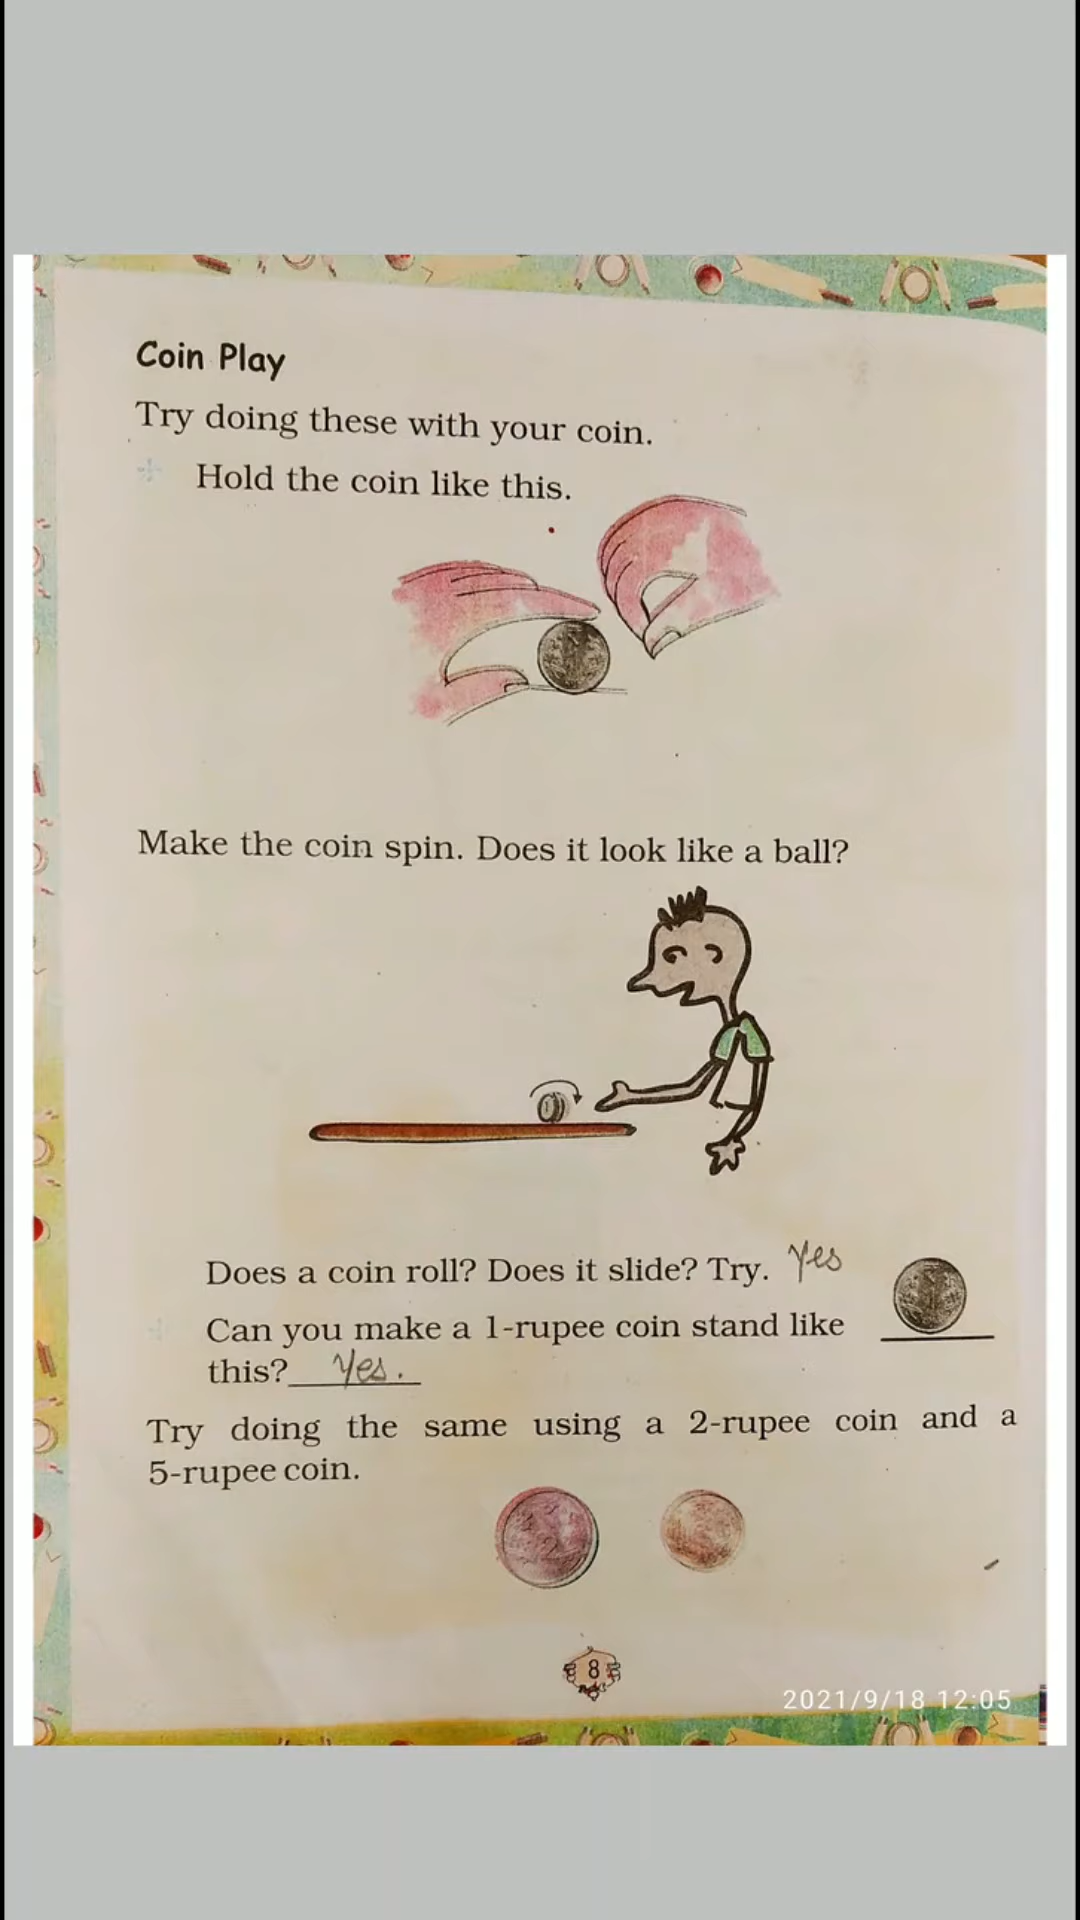 Coin Play
Try doing these with your coin.
Hold the coin like this.
Make the coin spin. Does it look like a ball?
Does a coin roll? Does it slide? Try. Yes
Can you make a 1-rupee coin stand like
this? Yes.
Try doing the same using a 2-rupee coin and a
5-rupee coin.
8
2021/9/18 12:05